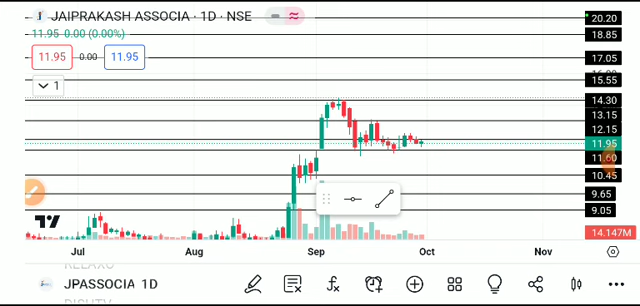 JAIPRAKASH ASSOCIA · 1D · NSE
11.95 0.00 (0.00%)
11.95 0.00 11.95
1
20.20
18.85
17.05
15.55
14.30
13.15
12.15
11.95
11.60
10.45
9.65
9.05
14.147M
Jul Aug Sep Oct Nov
JPASSOCIA 1D